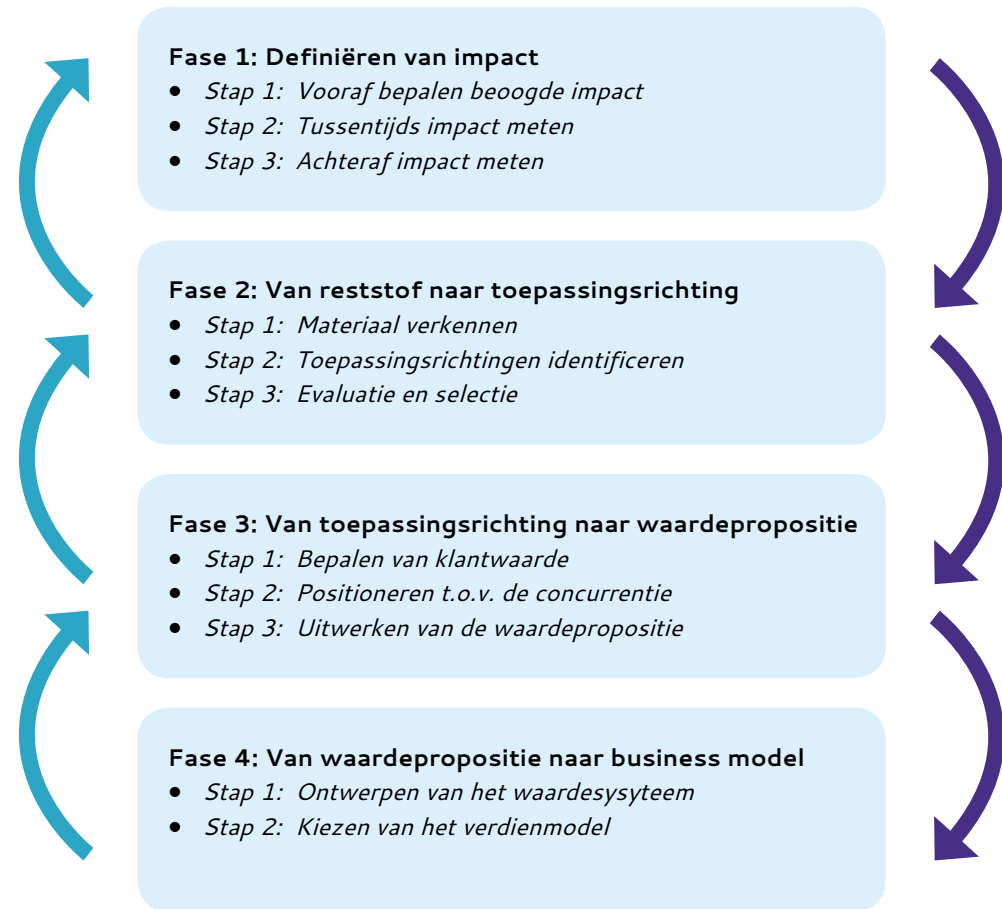 Fase 1: Definiëren van impact
• Stap 1: Vooraf bepalen beoogde impact
• Stap 2: Tussentijds impact meten
• Stap 3: Achteraf impact meten
Fase 2: Van reststof naar toepassingsrichting
• Stap 1: Materiaal verkennen
• Stap 2: Toepassingsrichtingen identificeren
• Stap 3: Evaluatie en selectie
Fase 3: Van toepassingsrichting naar waardepropositie
• Stap 1: Bepalen van klantwaarde
• Stap 2: Positioneren t.o.v. de concurrentie
• Stap 3: Uitwerken van de waardepropositie
Fase 4: Van waardepropositie naar business model
• Stap 1: Ontwerpen van het waardesysyteem
• Stap 2: Kiezen van het verdienmodel